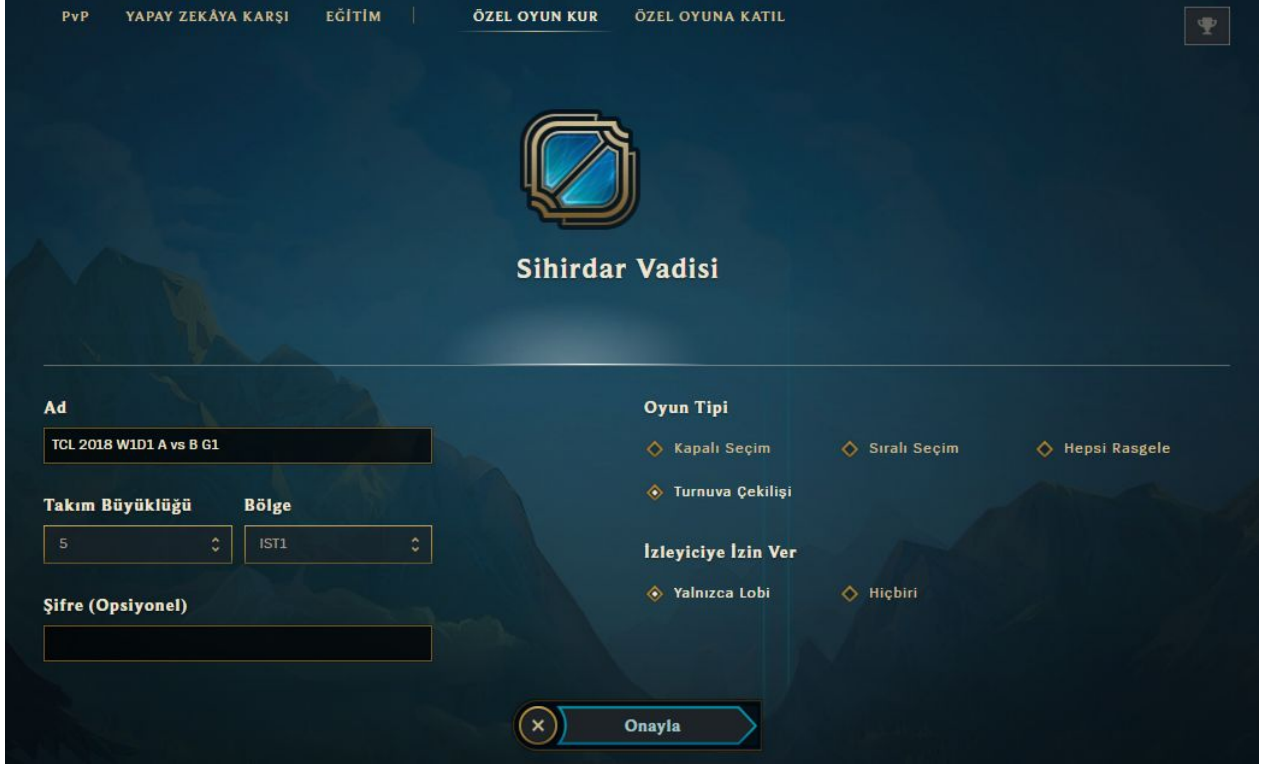 PvP YAPAY ZEKÂYA KARŞI EĞİTİM ÖZEL OYUN KUR ÖZEL OYUNA KATIL
Sihirdar Vadisi
Ad
TCL 2018 W1D1 A vs B G1
Takım Büyüklüğü Bölge
5 IST1
Şifre (Opsiyonel)
Oyun Tipi
Kapalı Seçim Sıralı Seçim Hepsi Rasgele
Turnuva Çekilişi
İzleyiciye İzin Ver
Yalnızca Lobi Hiçbiri
Onayla